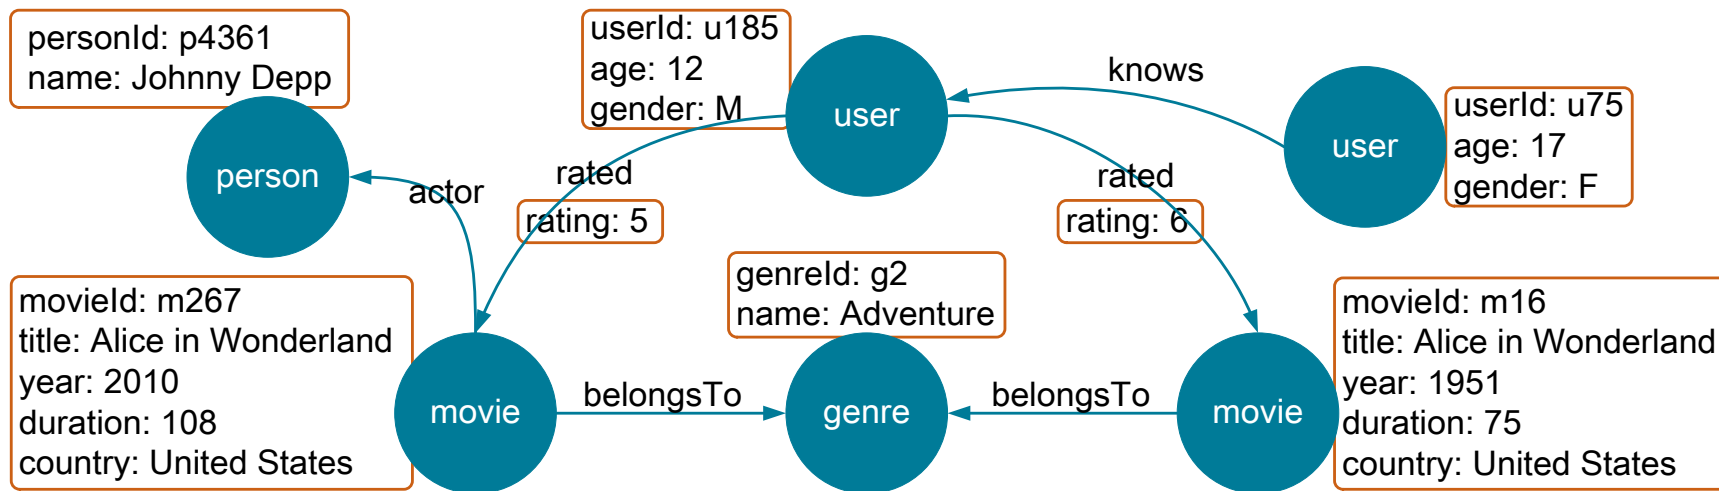 personId: p4361
name: Johnny Depp
person
actor
userId: u185
age: 12
gender: M
user
knows
user
userId: u75
age: 17
gender: F
rated
rating: 5
rated
rating: 6
movieId: m267
title: Alice in Wonderland
year: 2010
duration: 108
country: United States
movie
belongsTo
genreId: g2
name: Adventure
genre
belongsTo
movie
movieId: m16
title: Alice in Wonderland
year: 1951
duration: 75
country: United States